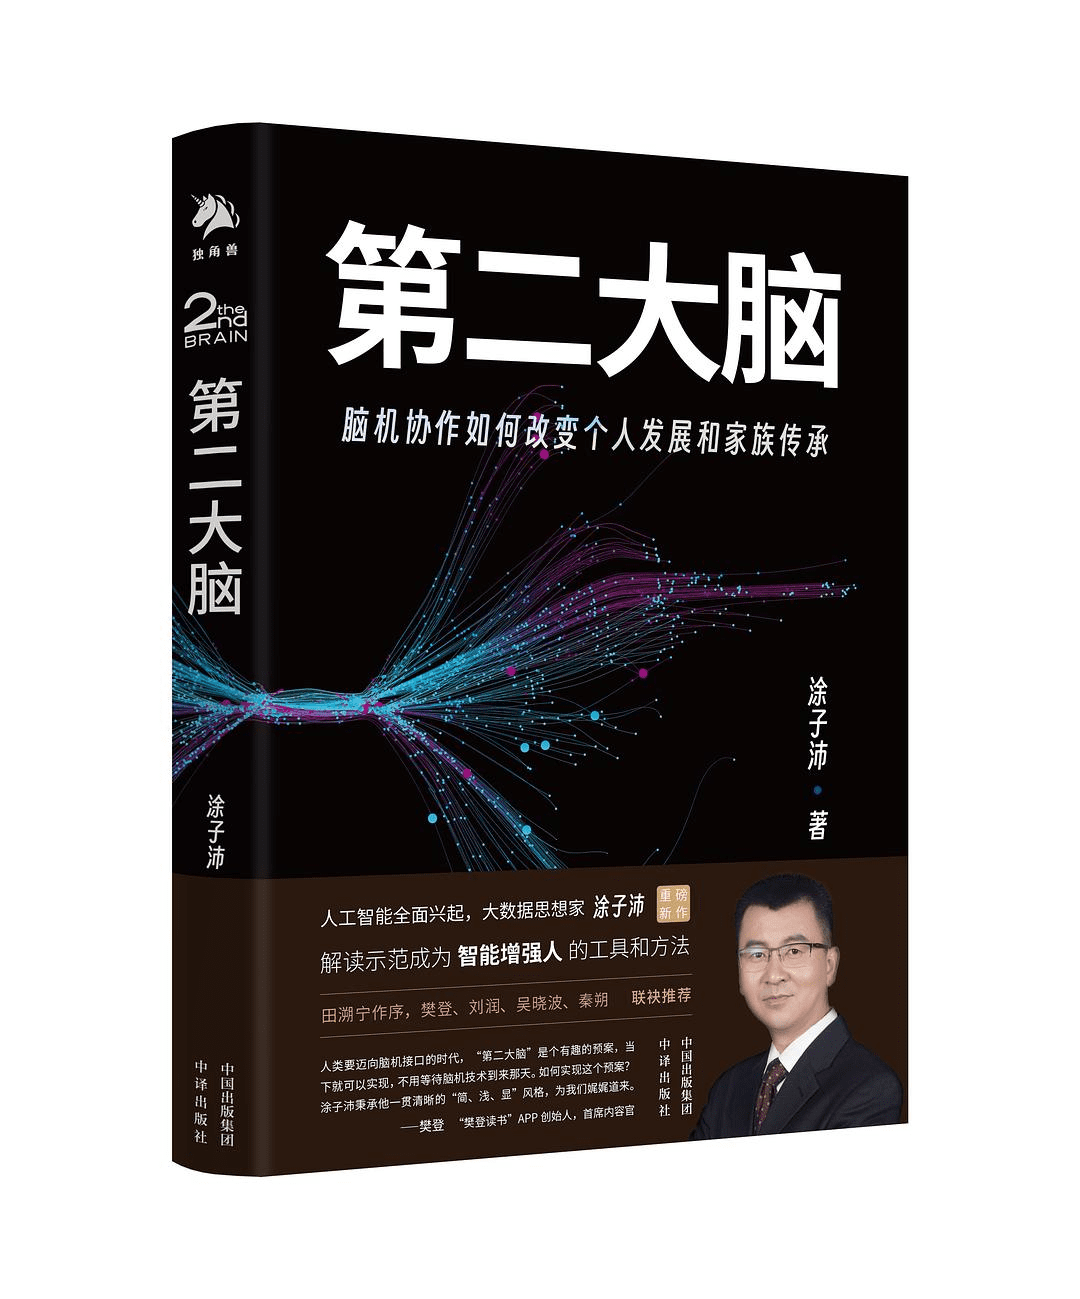 独角兽
2nd the
BRAIN
第二大脑
涂子沛
中译出版社
中国出版集团
第二大脑
脑机协作如何改变个人发展和家族传承
涂子沛·著
人工智能全面兴起，大数据思想家 涂子沛 重磅新作
解读示范成为 智能增强人 的工具和方法
田溯宁作序，樊登、刘润、吴晓波、秦朔 联袂推荐
人类要迈向脑机接口的时代，“第二大脑”是个有趣的预案，当
下就可以实现，不用等待脑机技术到来那天。如何实现这个预案？
涂子沛秉承他一贯清晰的“简、浅、显”风格，为我们娓娓道来。
——樊登 “樊登读书”APP 创始人，首席内容官
中国出版集团
中译出版社